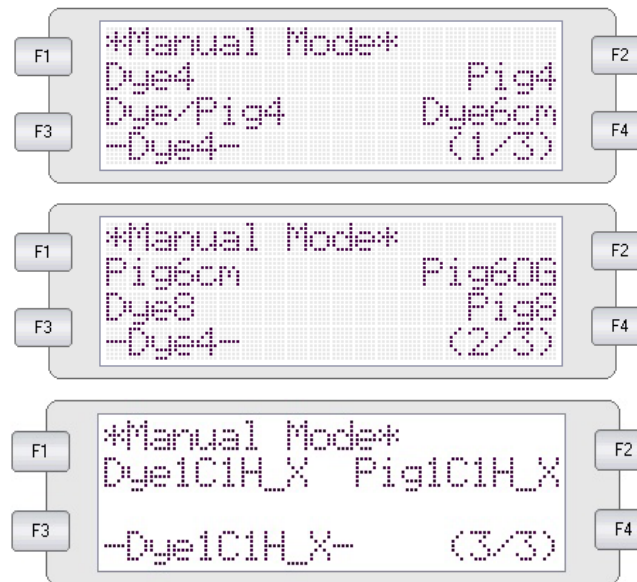 *Manual Mode*
F1 F2
Dye4 Pig4
Dye/Pig4 Dye6cm
F3 F4
-Dye4- (1/3)
*Manual Mode*
F1 F2
Pig6cm Pig6OG
Dye8 Pig8
F3 F4
-Dye4- (2/3)
*Manual Mode*
F1 F2
Dye1C1H_X Pig1C1H_X
F3 F4
-Dye1C1H_X- (3/3)